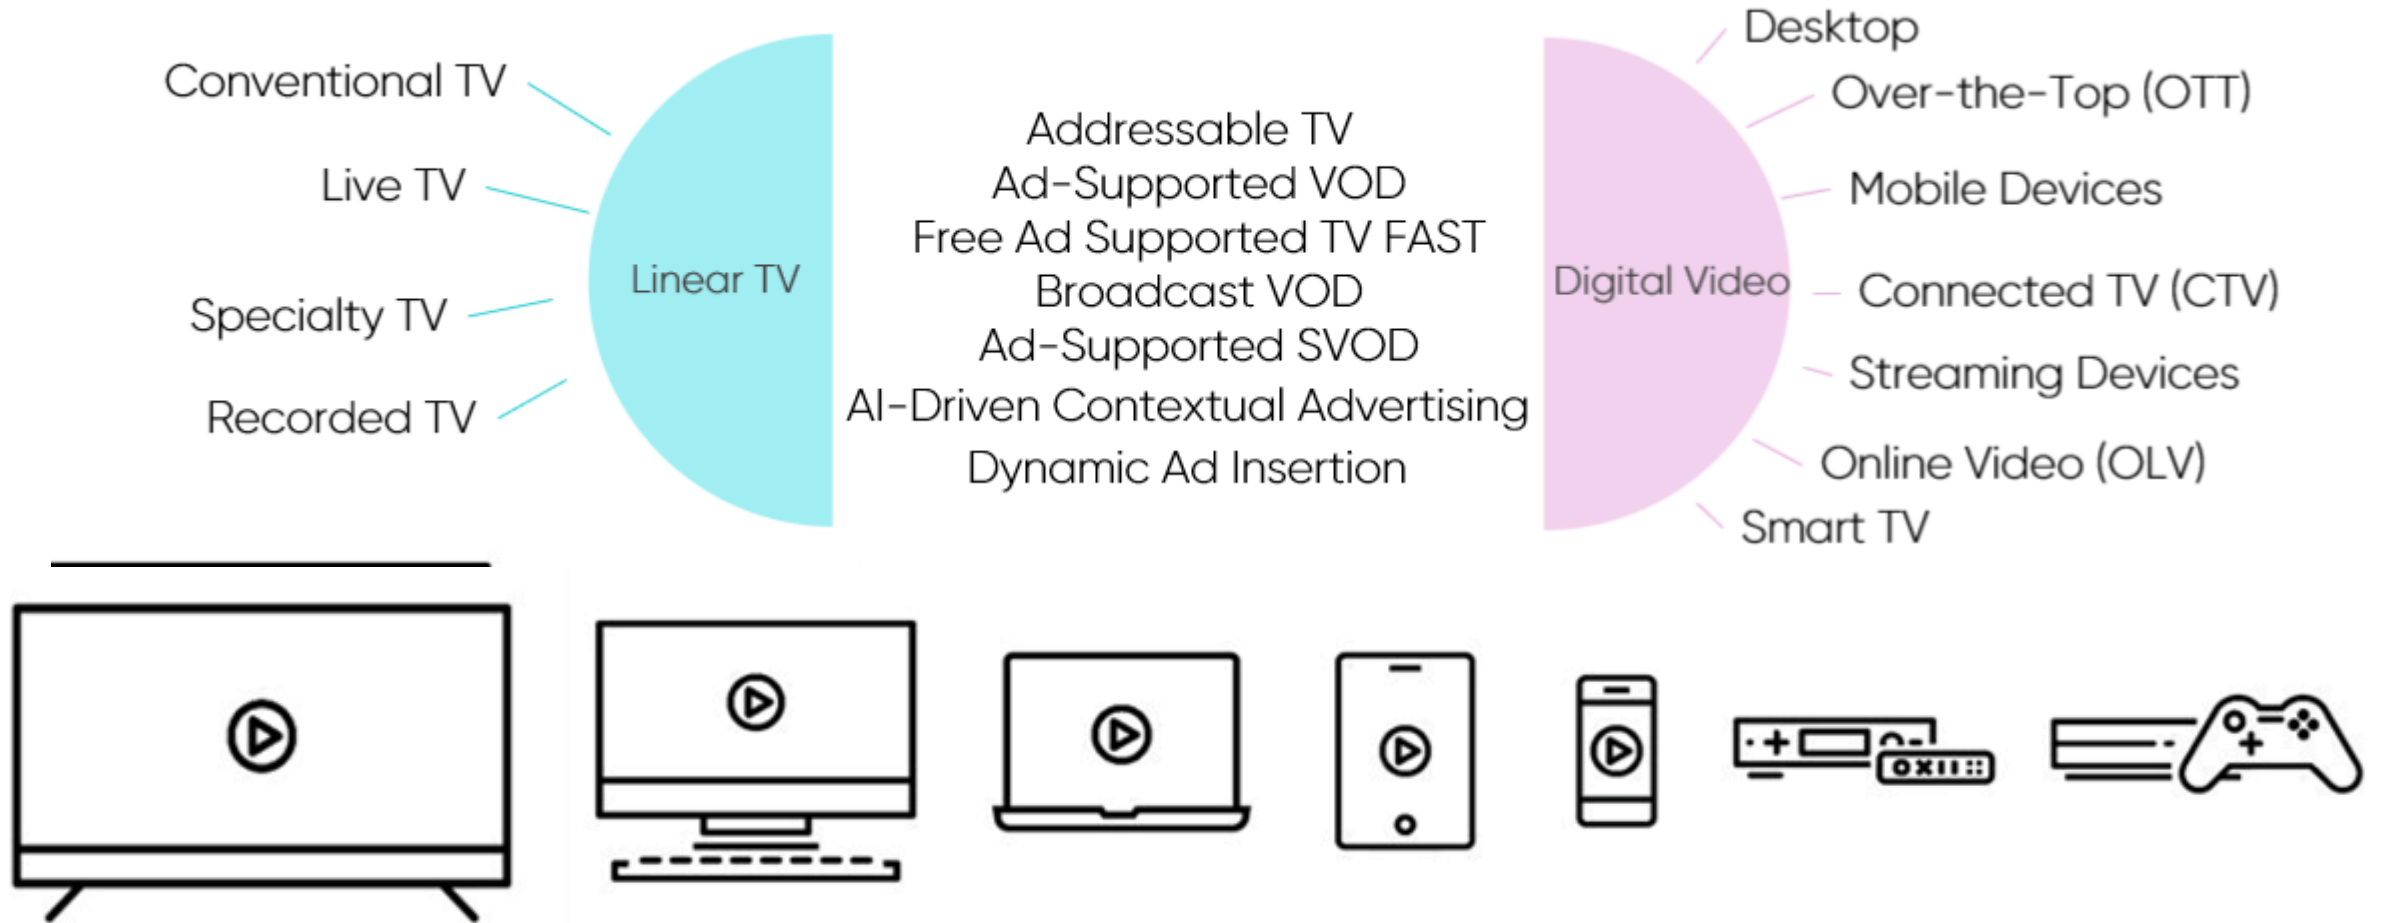 Conventional TV
Live TV
Specialty TV
Recorded TV
Linear TV
Addressable TV
Ad-Supported VOD
Free Ad Supported TV FAST
Broadcast VOD
Ad-Supported SVOD
AI-Driven Contextual Advertising
Dynamic Ad Insertion
Digital Video
Desktop
Over-the-Top (OTT)
Mobile Devices
Connected TV (CTV)
Streaming Devices
Online Video (OLV)
Smart TV